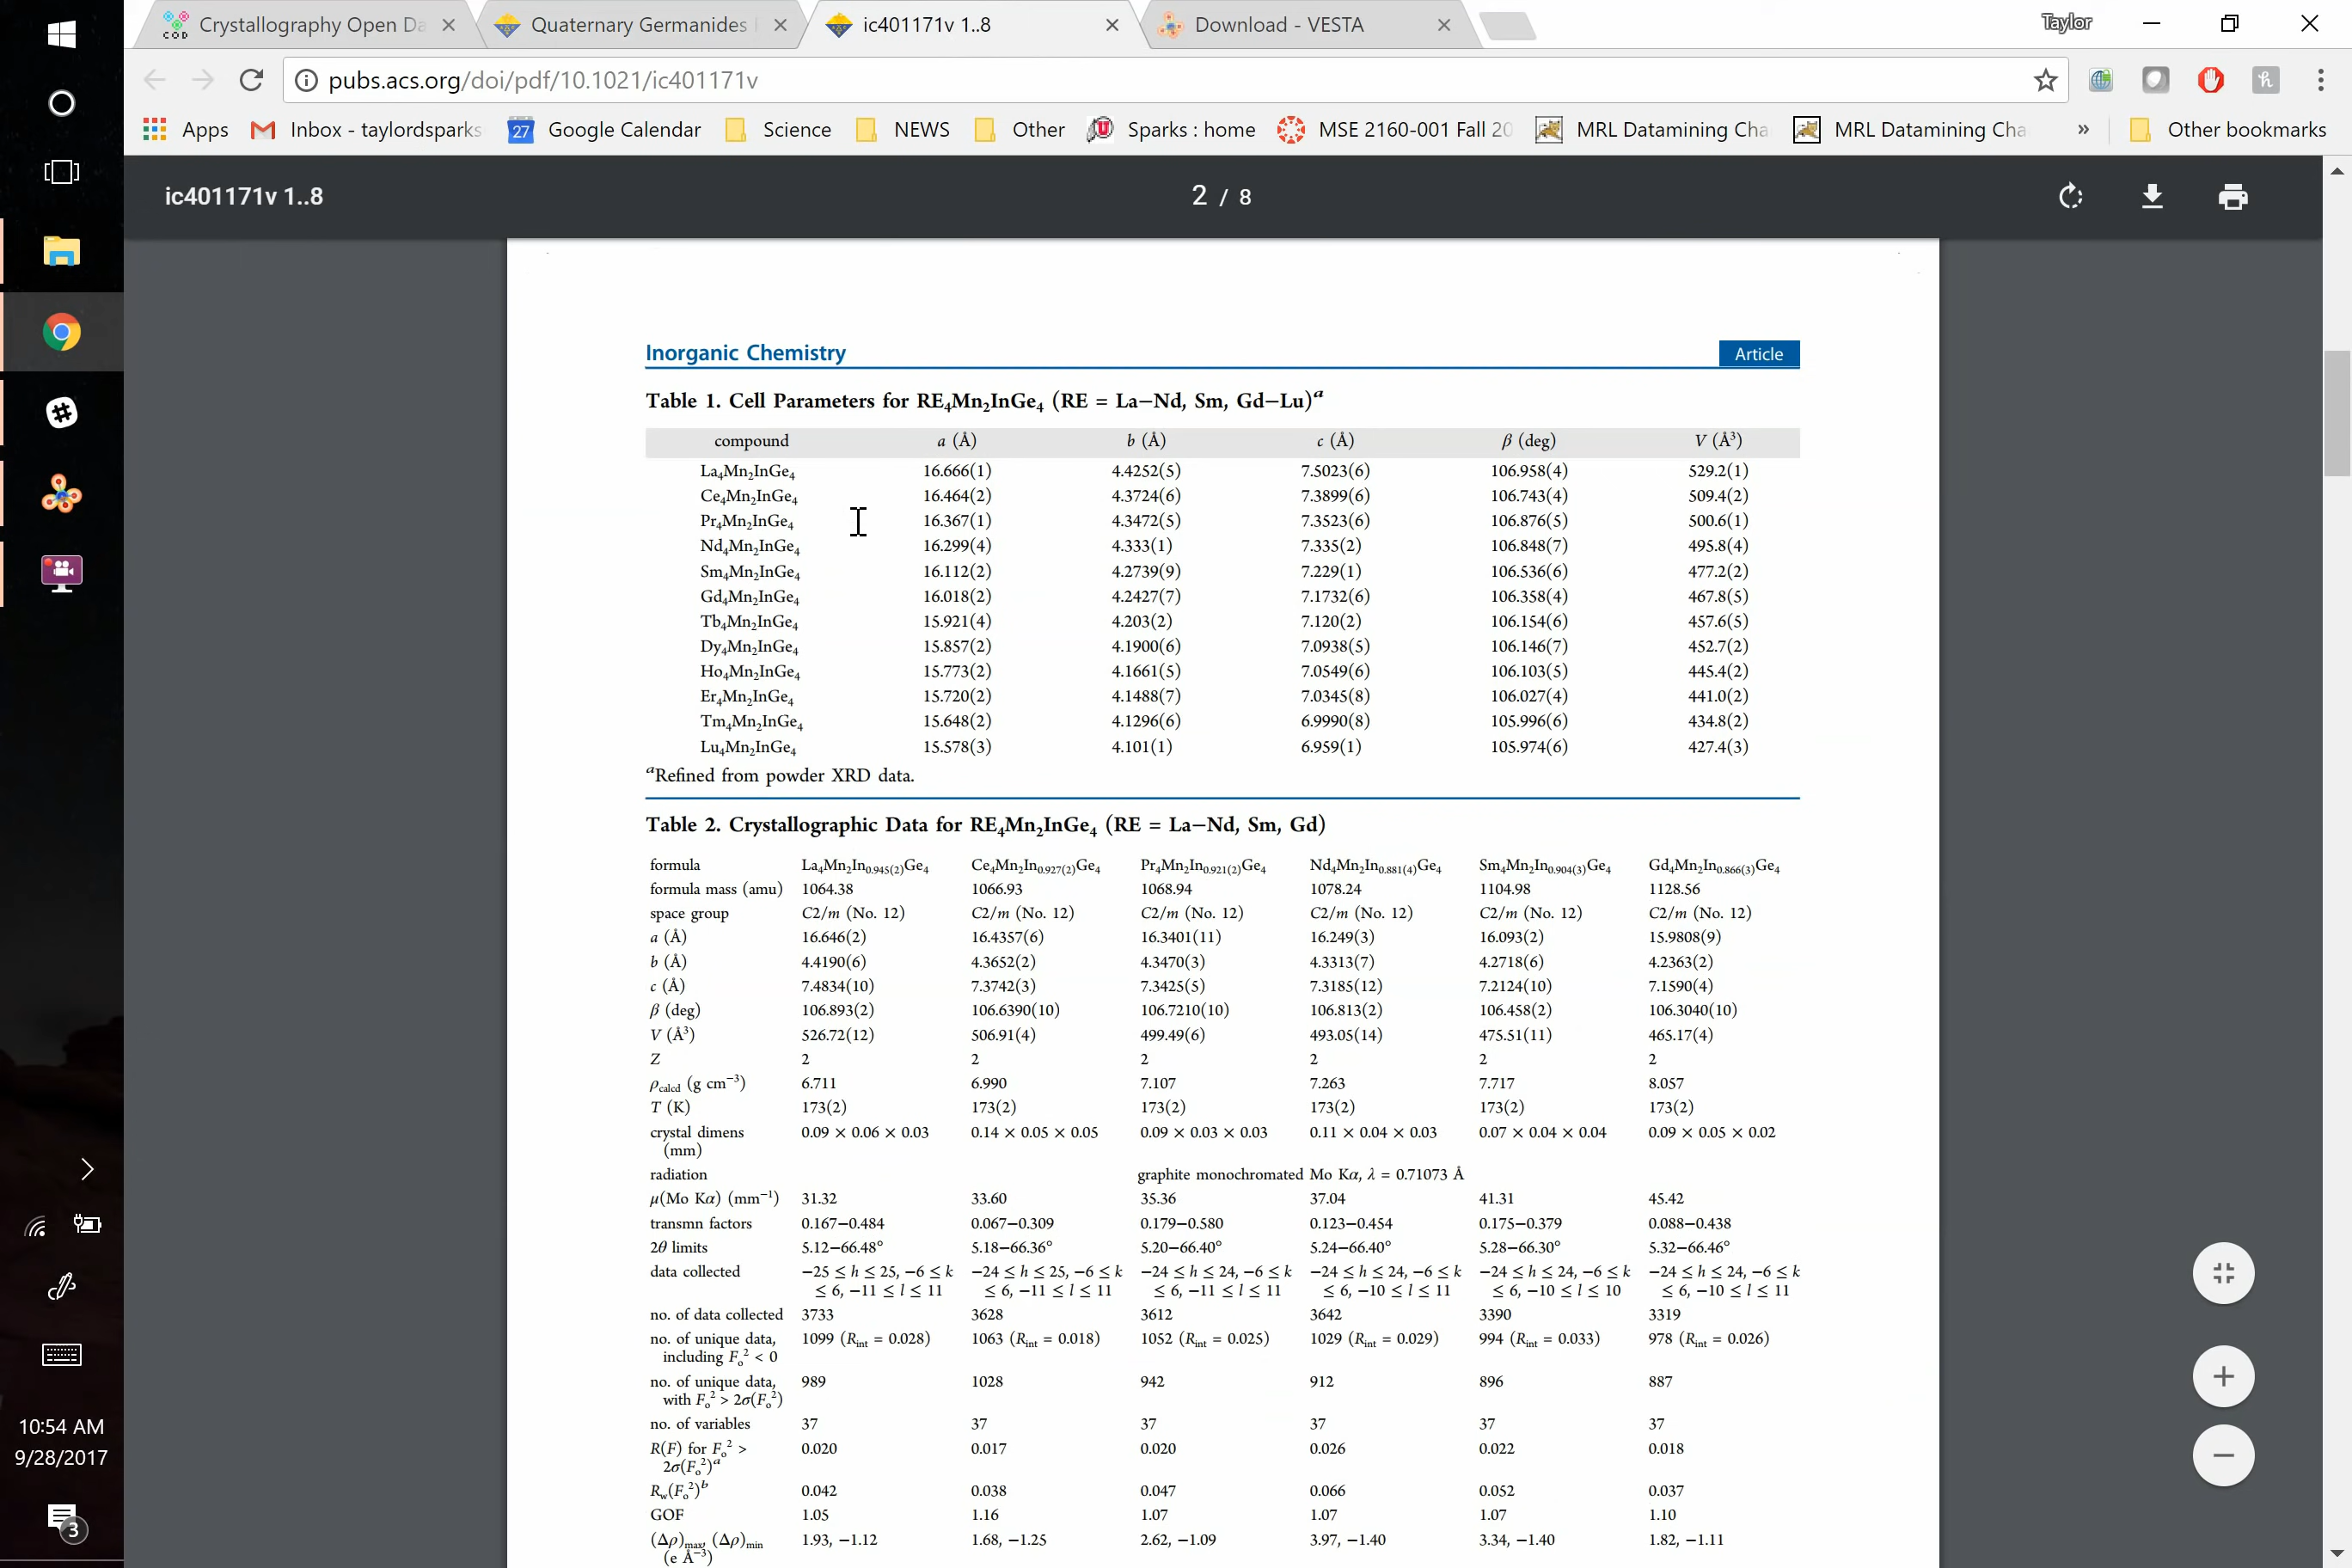 Crystallography Open Da
Quaternary Germanides
ic401171v 1..8
Download - VESTA
Taylor
pubs.acs.org/doi/pdf/10.1021/ic401171v
Apps
Inbox - taylordsparks
27 Google Calendar
Science
NEWS
Other
Sparks : home
MSE 2160-001 Fall 20
MRL Datamining Cha
MRL Datamining Cha
»
Other bookmarks
ic401171v 1..8
2 / 8
Inorganic Chemistry
Article
Table 1. Cell Parameters for RE₄Mn₂InGe₄ (RE = La−Nd, Sm, Gd−Lu)ᵃ
compound a (Å) b (Å) c (Å) β (deg) V (Å³)
La₄Mn₂InGe₄ 16.666(1) 4.4252(5) 7.5023(6) 106.958(4) 529.2(1)
Ce₄Mn₂InGe₄ 16.464(2) 4.3724(6) 7.3899(6) 106.743(4) 509.4(2)
Pr₄Mn₂InGe₄ 16.367(1) 4.3472(5) 7.3523(6) 106.876(5) 500.6(1)
Nd₄Mn₂InGe₄ 16.299(4) 4.333(1) 7.335(2) 106.848(7) 495.8(4)
Sm₄Mn₂InGe₄ 16.112(2) 4.2739(9) 7.229(1) 106.536(6) 477.2(2)
Gd₄Mn₂InGe₄ 16.018(2) 4.2427(7) 7.1732(6) 106.358(4) 467.8(5)
Tb₄Mn₂InGe₄ 15.921(4) 4.203(2) 7.120(2) 106.154(6) 457.6(5)
Dy₄Mn₂InGe₄ 15.857(2) 4.1900(6) 7.0938(5) 106.146(7) 452.7(2)
Ho₄Mn₂InGe₄ 15.773(2) 4.1661(5) 7.0549(6) 106.103(5) 445.4(2)
Er₄Mn₂InGe₄ 15.720(2) 4.1488(7) 7.0345(8) 106.027(4) 441.0(2)
Tm₄Mn₂InGe₄ 15.648(2) 4.1296(6) 6.9990(8) 105.996(6) 434.8(2)
Lu₄Mn₂InGe₄ 15.578(3) 4.101(1) 6.959(1) 105.974(6) 427.4(3)
ᵃRefined from powder XRD data.
Table 2. Crystallographic Data for RE₄Mn₂InGe₄ (RE = La−Nd, Sm, Gd)
formula La₄Mn₂In₀.₉₄₅₍₂₎Ge₄ Ce₄Mn₂In₀.₉₂₇₍₂₎Ge₄ Pr₄Mn₂In₀.₉₂₁₍₂₎Ge₄ Nd₄Mn₂In₀.₈₈₁₍₄₎Ge₄ Sm₄Mn₂In₀.₉₀₄₍₃₎Ge₄ Gd₄Mn₂In₀.₈₆₆₍₃₎Ge₄
formula mass (amu) 1064.38 1066.93 1068.94 1078.24 1104.98 1128.56
space group C2/m (No. 12) C2/m (No. 12) C2/m (No. 12) C2/m (No. 12) C2/m (No. 12) C2/m (No. 12)
a (Å) 16.646(2) 16.4357(6) 16.3401(11) 16.249(3) 16.093(2) 15.9808(9)
b (Å) 4.4190(6) 4.3652(2) 4.3470(3) 4.3313(7) 4.2718(6) 4.2363(2)
c (Å) 7.4834(10) 7.3742(3) 7.3425(5) 7.3185(12) 7.2124(10) 7.1590(4)
β (deg) 106.893(2) 106.6390(10) 106.7210(10) 106.813(2) 106.458(2) 106.3040(10)
V (Å³) 526.72(12) 506.91(4) 499.49(6) 493.05(14) 475.51(11) 465.17(4)
Z 2 2 2 2 2 2
ρcalcd (g cm⁻³) 6.711 6.990 7.107 7.263 7.717 8.057
T (K) 173(2) 173(2) 173(2) 173(2) 173(2) 173(2)
crystal dimens 0.09 × 0.06 × 0.03 0.14 × 0.05 × 0.05 0.09 × 0.03 × 0.03 0.11 × 0.04 × 0.03 0.07 × 0.04 × 0.04 0.09 × 0.05 × 0.02
(mm)
radiation graphite monochromated Mo Kα, λ = 0.71073 Å
μ(Mo Kα) (mm⁻¹) 31.32 33.60 35.36 37.04 41.31 45.42
transmn factors 0.167−0.484 0.067−0.309 0.179−0.580 0.123−0.454 0.175−0.379 0.088−0.438
2θ limits 5.12−66.48° 5.18−66.36° 5.20−66.40° 5.24−66.40° 5.28−66.30° 5.32−66.46°
data collected −25 ≤ h ≤ 25, −6 ≤ k −24 ≤ h ≤ 25, −6 ≤ k −24 ≤ h ≤ 24, −6 ≤ k −24 ≤ h ≤ 24, −6 ≤ k −24 ≤ h ≤ 24, −6 ≤ k −24 ≤ h ≤ 24, −6 ≤ k
≤ 6, −11 ≤ l ≤ 11 ≤ 6, −11 ≤ l ≤ 11 ≤ 6, −11 ≤ l ≤ 11 ≤ 6, −10 ≤ l ≤ 11 ≤ 6, −10 ≤ l ≤ 10 ≤ 6, −10 ≤ l ≤ 11
no. of data collected 3733 3628 3612 3642 3390 3319
no. of unique data, 1099 (Rint = 0.028) 1063 (Rint = 0.018) 1052 (Rint = 0.025) 1029 (Rint = 0.029) 994 (Rint = 0.033) 978 (Rint = 0.026)
including Fo² < 0
no. of unique data, 989 1028 942 912 896 887
with Fo² > 2σ(Fo²)
no. of variables 37 37 37 37 37 37
R(F) for Fo² > 0.020 0.017 0.020 0.026 0.022 0.018
2σ(Fo²)ᵃ
Rw(Fo²)ᵇ 0.042 0.038 0.047 0.066 0.052 0.037
GOF 1.05 1.16 1.07 1.07 1.07 1.10
(Δρ)max, (Δρ)min 1.93, −1.12 1.68, −1.25 2.62, −1.09 3.97, −1.40 3.34, −1.40 1.82, −1.11
(e Å⁻³)
10:54 AM
9/28/2017
3